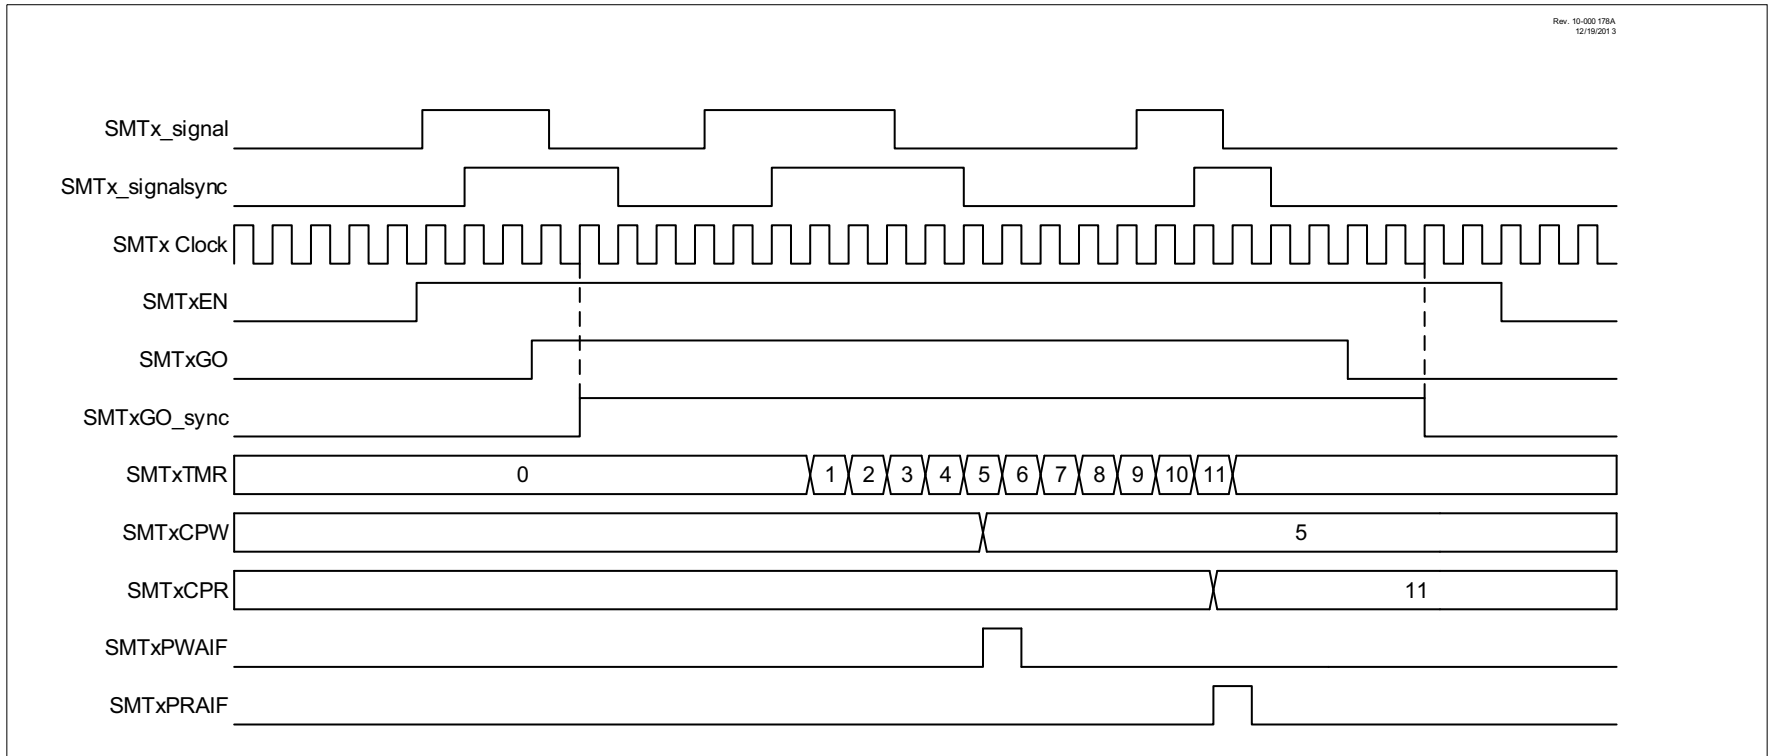 Rev. 10-000 178A
12/19/201 3
SMTx_signal
SMTx_signalsync
SMTx Clock
SMTxEN
SMTxGO
SMTxGO_sync
SMTxTMR 0 1 2 3 4 5 6 7 8 9 10 11
SMTxCPW 5
SMTxCPR 11
SMTxPWAIF
SMTxPRAIF